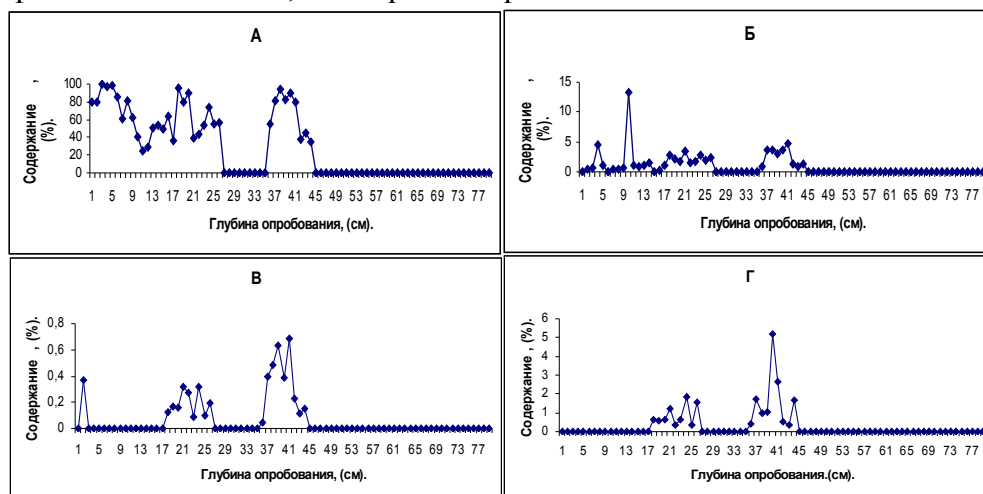 А
Содержание ,
(%).
100
80
60
40
20
0
1 5 9 13 17 21 25 29 33 37 41 45 49 53 57 61 65 69 73 77
Глубина опробования, (см).
Б
Содержание ,
(%).
15
10
5
0
1 5 9 13 17 21 25 29 33 37 41 45 49 53 57 61 65 69 73 77
Глубина опробования, (см).
В
Содержание , (%).
0,8
0,6
0,4
0,2
0
1 5 9 13 17 21 25 29 33 37 41 45 49 53 57 61 65 69 73 77
Глубина опробования, (см).
Г
Содержание , (%).
6
5
4
3
2
1
0
1 5 9 13 17 21 25 29 33 37 41 45 49 53 57 61 65 69 73 77
Глубина опробования.(см).